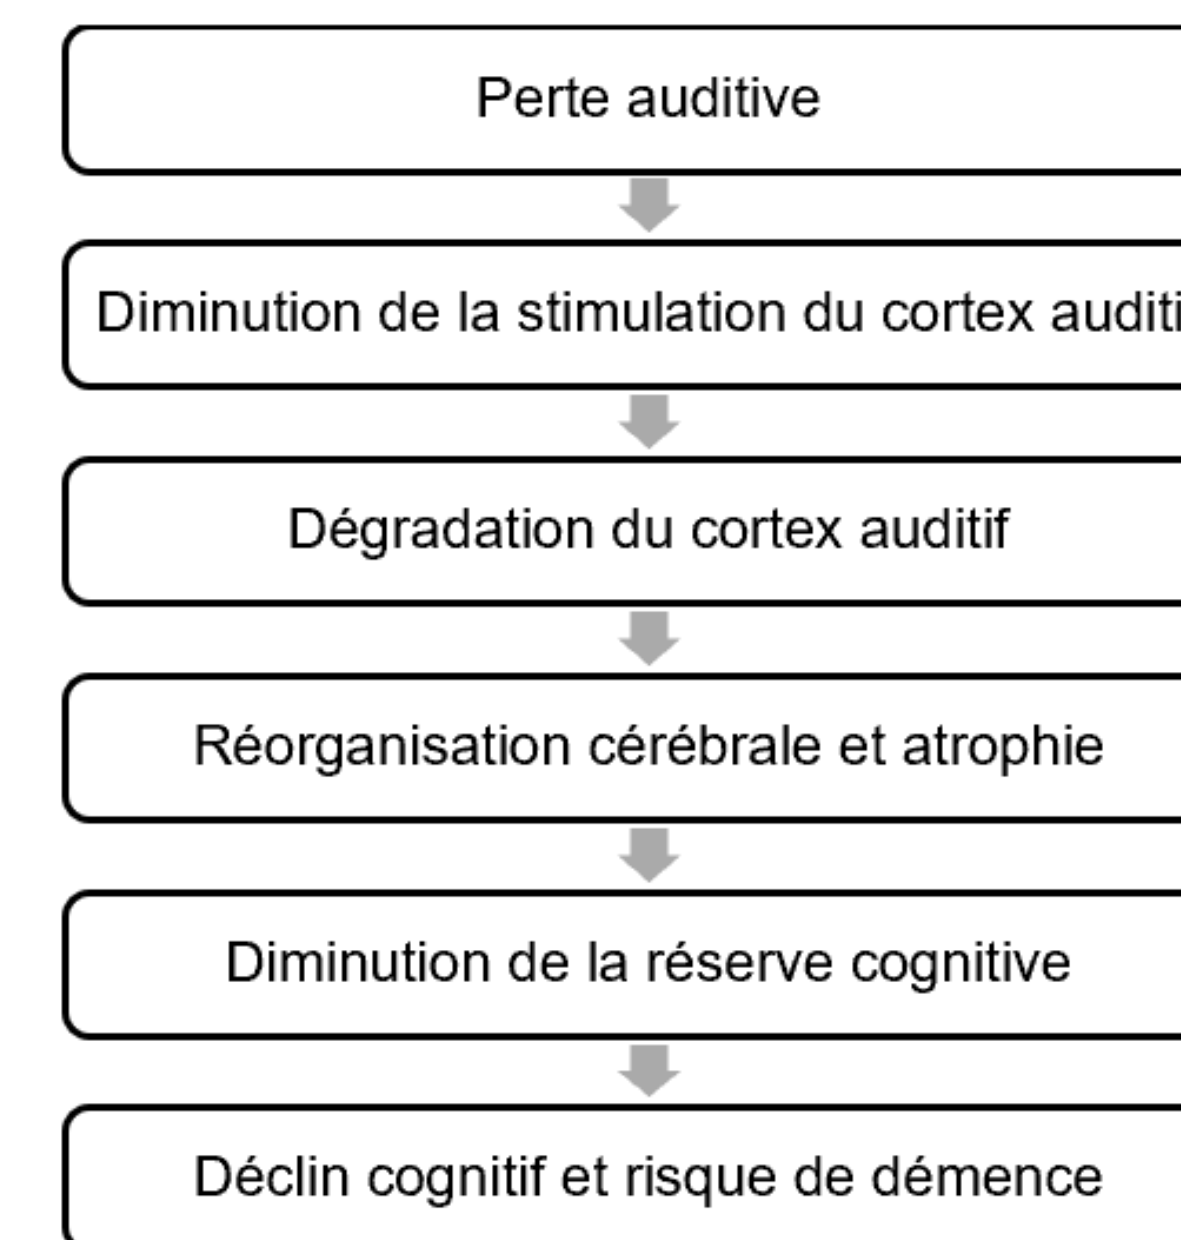 Perte auditive
Diminution de la stimulation du cortex auditi
Dégradation du cortex auditif
Réorganisation cérébrale et atrophie
Diminution de la réserve cognitive
Déclin cognitif et risque de démence